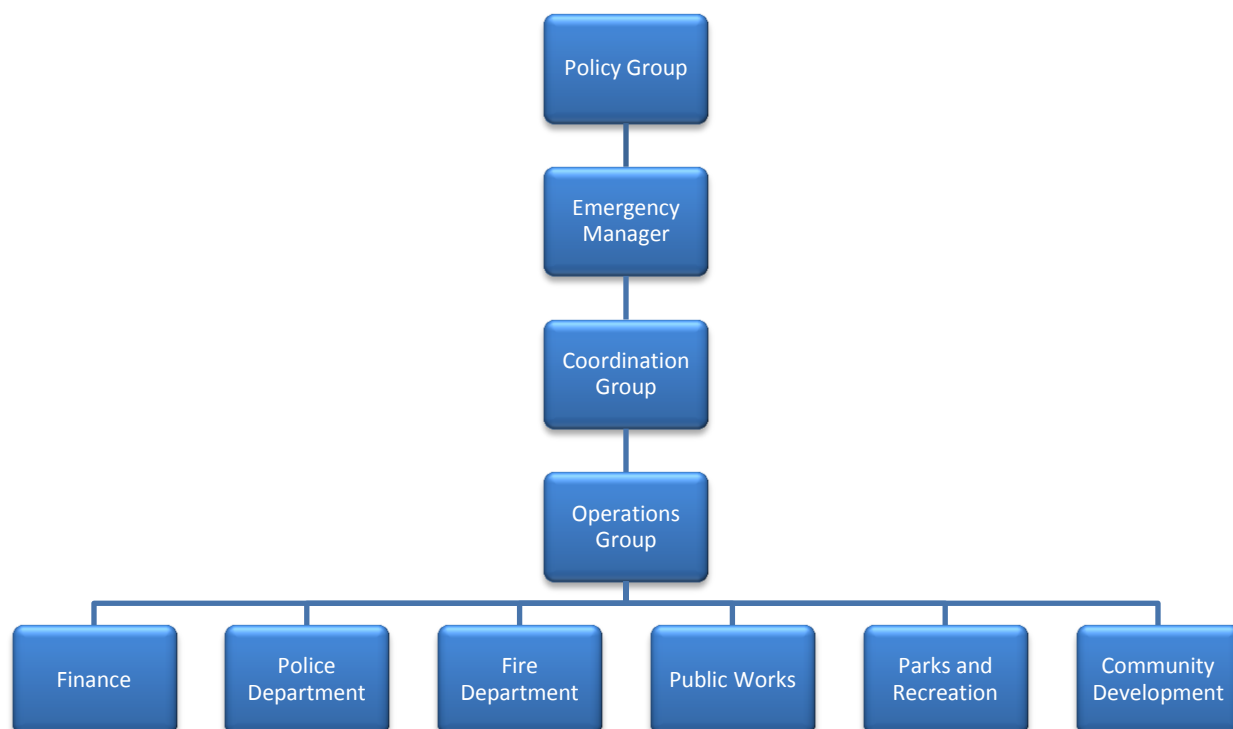 Policy Group
Emergency
Manager
Coordination
Group
Operations
Group
Finance
Police
Department
Fire
Department
Public Works
Parks and
Recreation
Community
Development